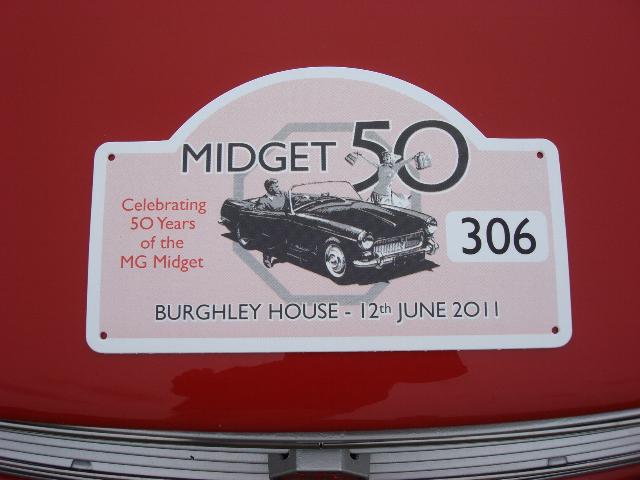 MIDGET 50
Celebrating
50 Years
of the
MG Midget
306
BURGHLEY HOUSE - 12th JUNE 2011